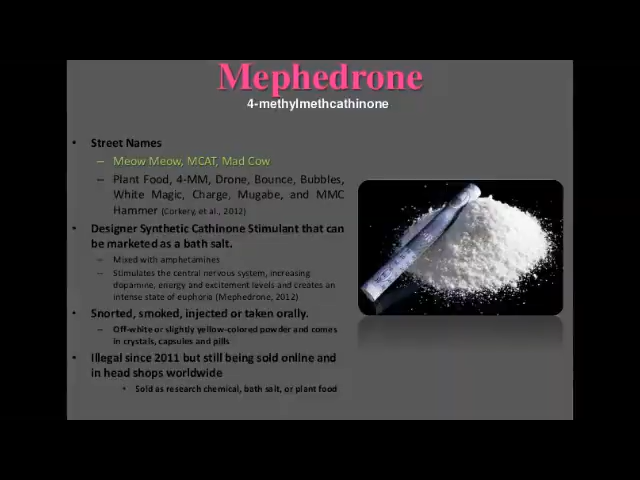 Mephedrone
4-methylmethcathinone
• Street Names
– Meow Meow, MCAT, Mad Cow
– Plant Food, 4-MM, Drone, Bounce, Bubbles,
White Magic, Charge, Mugabe, and MMC
Hammer (Corkery, et al., 2012)
• Designer Synthetic Cathinone Stimulant that can
be marketed as a bath salt.
– Mixed with amphetamines
– Stimulates the central nervous system, increasing
dopamine, energy and excitement levels and creates an
intense state of euphoria (Mephedrone, 2012)
• Snorted, smoked, injected or taken orally.
– Off-white or slightly yellow-colored powder and comes
in crystals, capsules and pills
• Illegal since 2011 but still being sold online and
in head shops worldwide
• Sold as research chemical, bath salt, or plant food